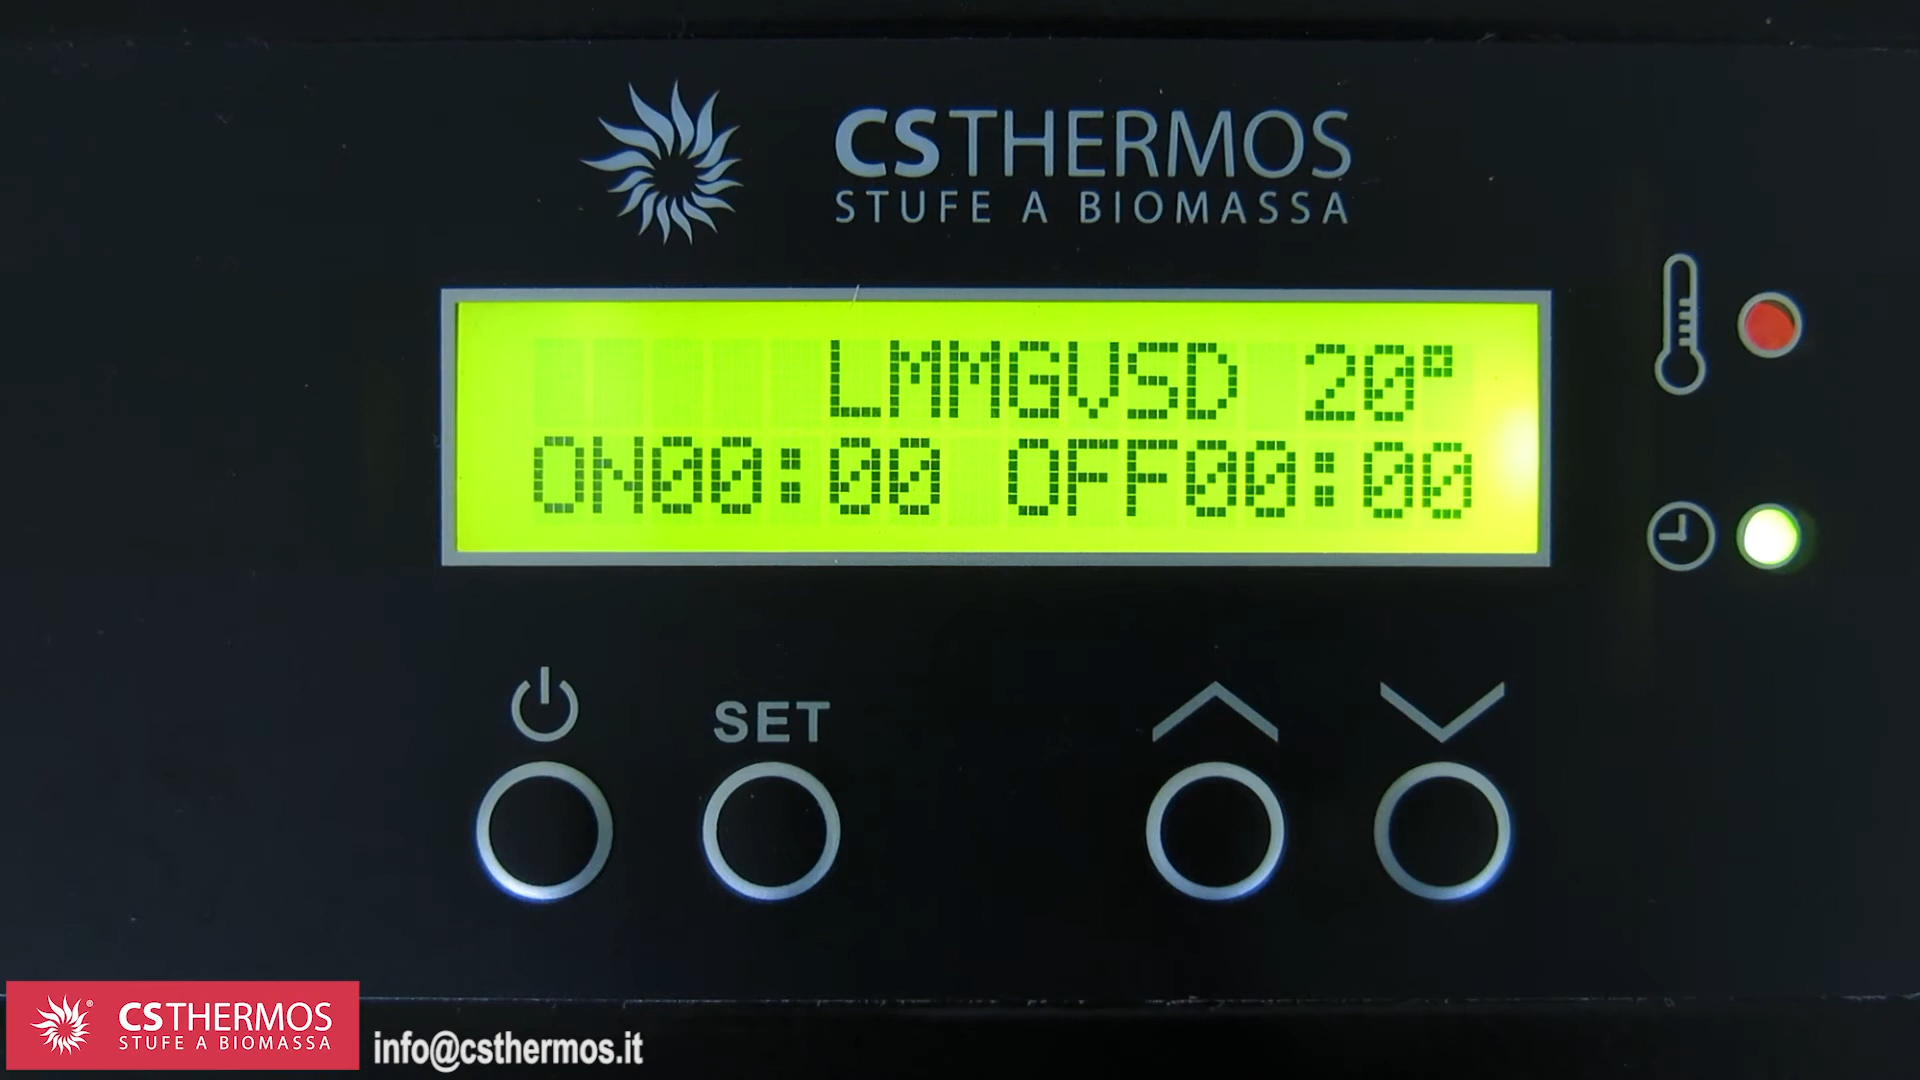 CSTHERMOS
STUFE A BIOMASSA
LMMGVSD 20°
ON00:00 OFF00:00
SET
CSTHERMOS
STUFE A BIOMASSA
info@csthermos.it